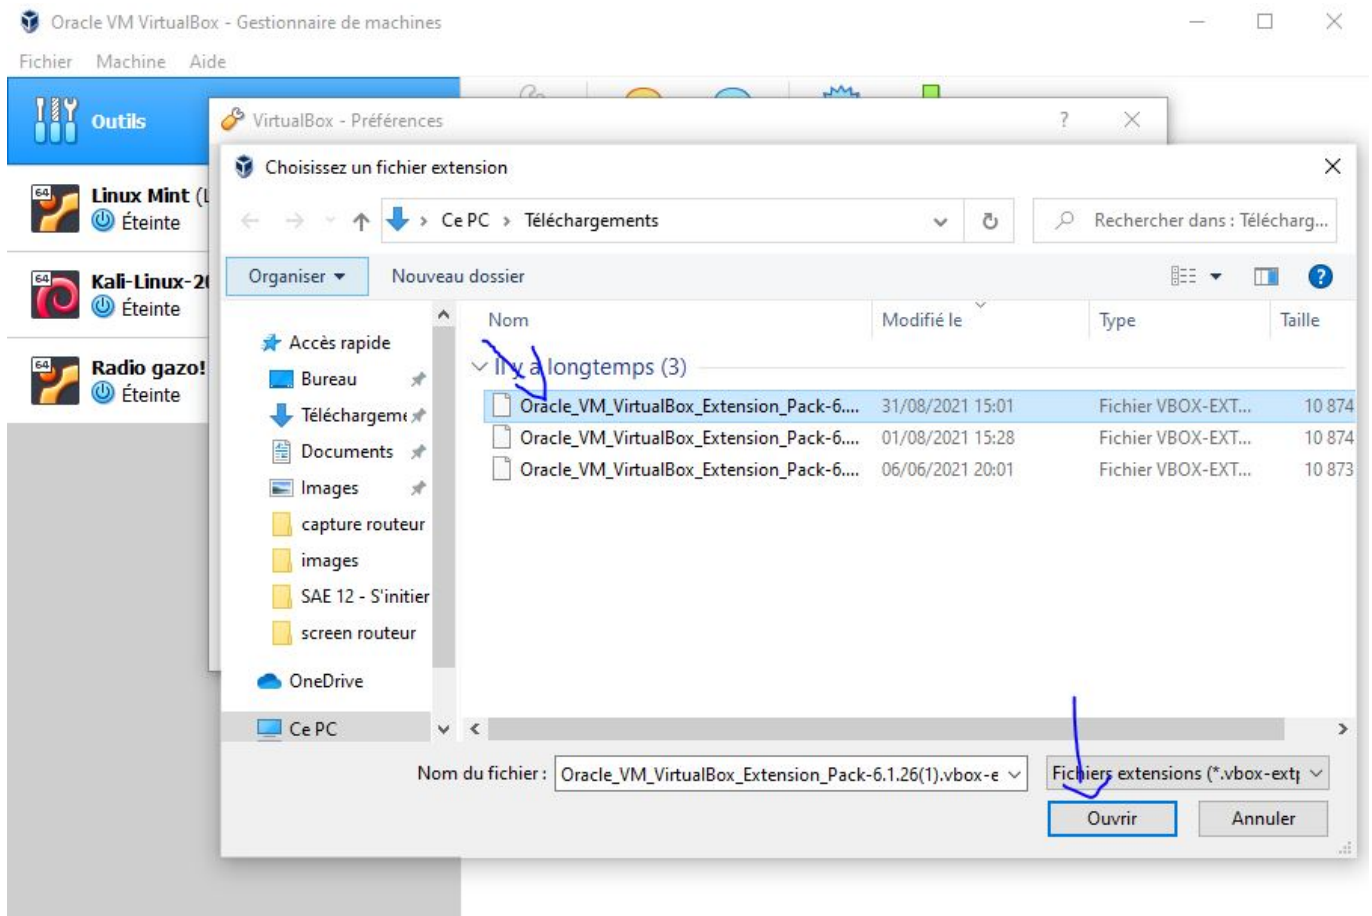 Oracle VM VirtualBox - Gestionnaire de machines
Fichier Machine Aide
Outils
VirtualBox - Préférences ?
Choisissez un fichier extension
64 Linux Mint (L
Éteinte
Ce PC > Téléchargements
Rechercher dans : Télécharg...
Organiser Nouveau dossier ?
64 Kali-Linux-20
Éteinte
64 Radio gazo!
Éteinte
Accès rapide
Bureau
Téléchargeme
Documents
Images
capture routeur
images
SAE 12 - S'initier
screen routeur
OneDrive
Ce PC
Nom Modifié le Type Taille
Il y a longtemps (3)
Oracle_VM_VirtualBox_Extension_Pack-6.... 31/08/2021 15:01 Fichier VBOX-EXT... 10 874
Oracle_VM_VirtualBox_Extension_Pack-6.... 01/08/2021 15:28 Fichier VBOX-EXT... 10 874
Oracle_VM_VirtualBox_Extension_Pack-6.... 06/06/2021 20:01 Fichier VBOX-EXT... 10 873
Nom du fichier : Oracle_VM_VirtualBox_Extension_Pack-6.1.26(1).vbox-e Fichiers extensions (*.vbox-extp
Ouvrir Annuler